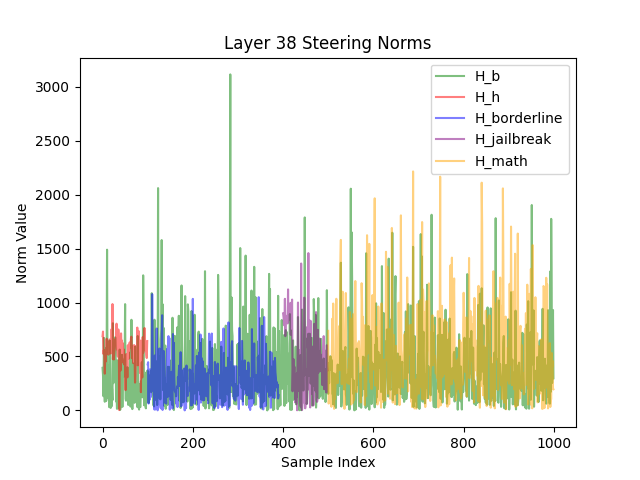 Layer 38 Steering Norms
H_b
H_h
H_borderline
H_jailbreak
H_math
Norm Value
3000
2500
2000
1500
1000
500
0
0 200 400 600 800 1000
Sample Index